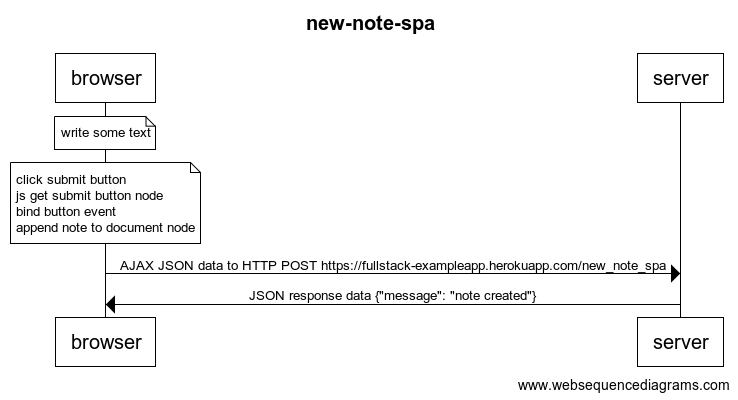 new-note-spa
browser
server
write some text
click submit button
js get submit button node
bind button event
append note to document node
AJAX JSON data to HTTP POST https://fullstack-exampleapp.herokuapp.com/new_note_spa
JSON response data {"message": "note created"}
browser
server
www.websequencediagrams.com